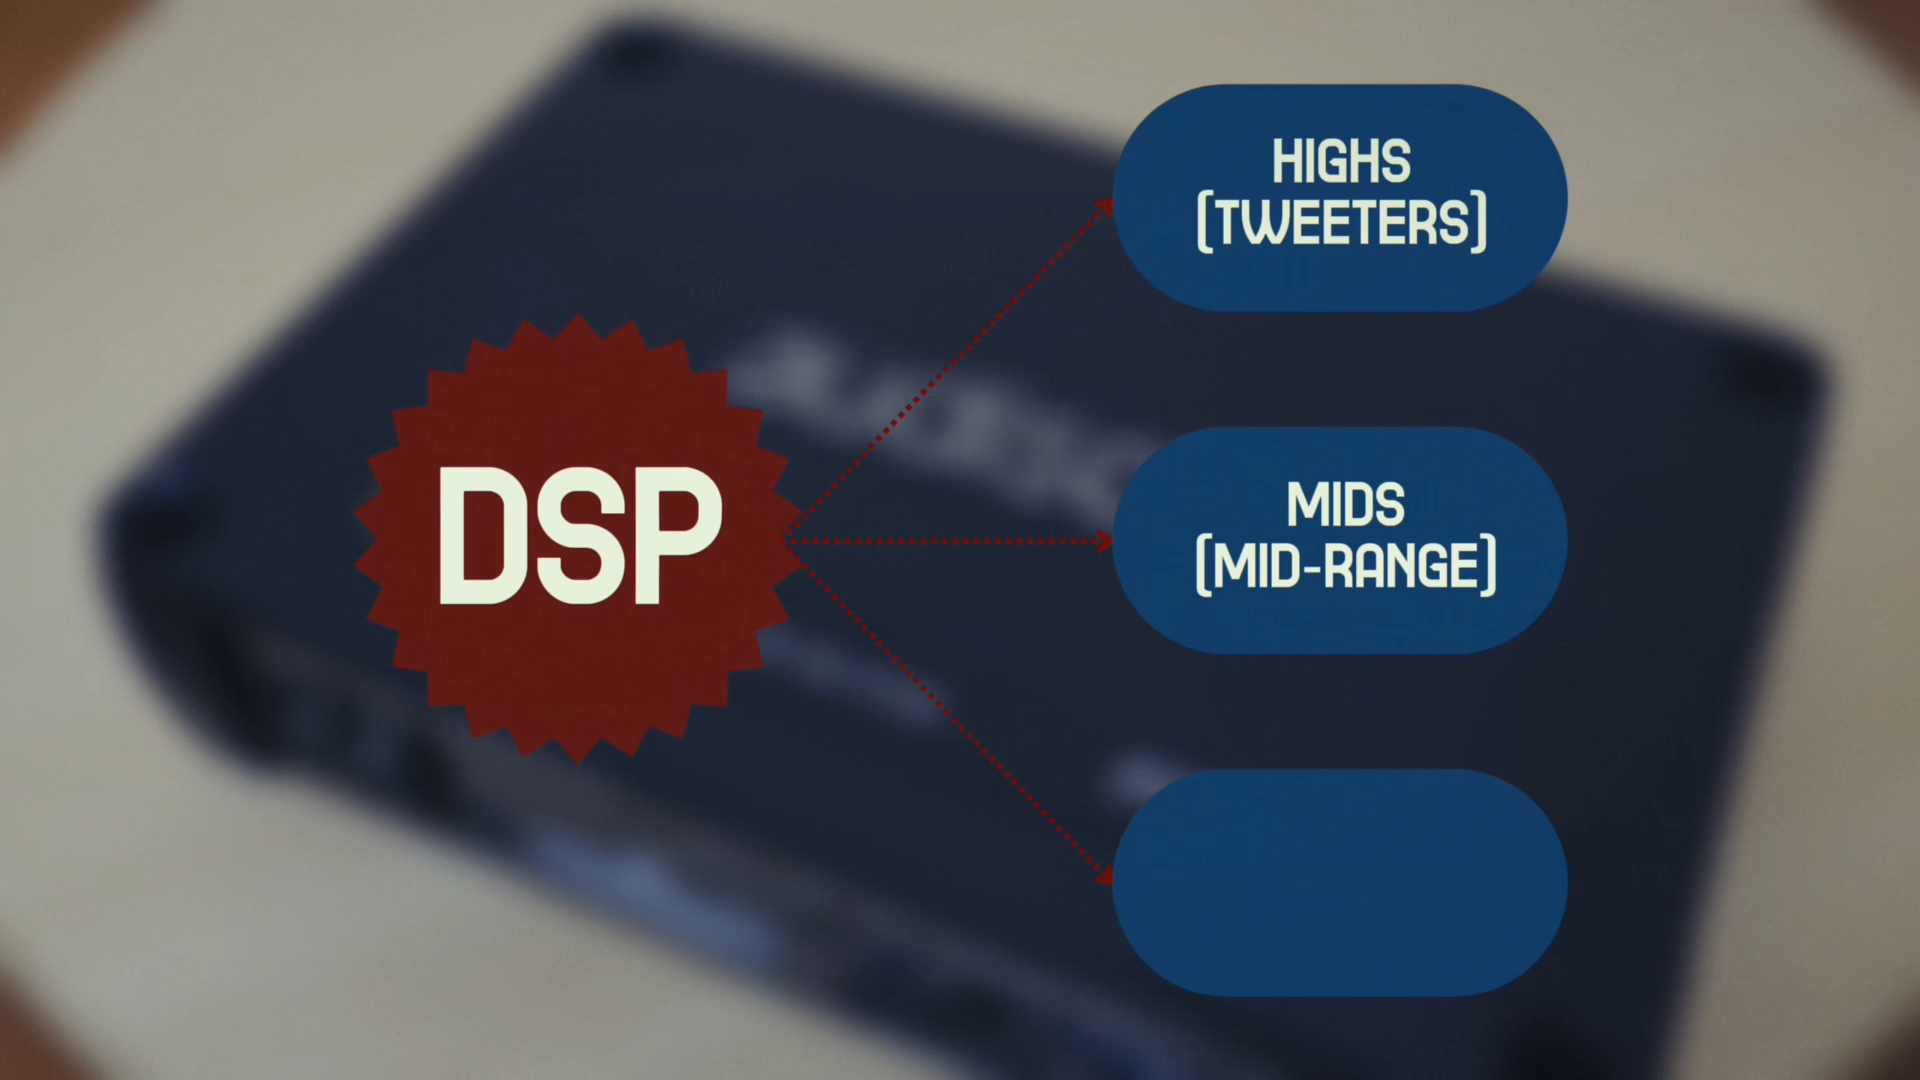 HIGHS
(TWEETERS)
DSP
MIDS
(MID-RANGE)